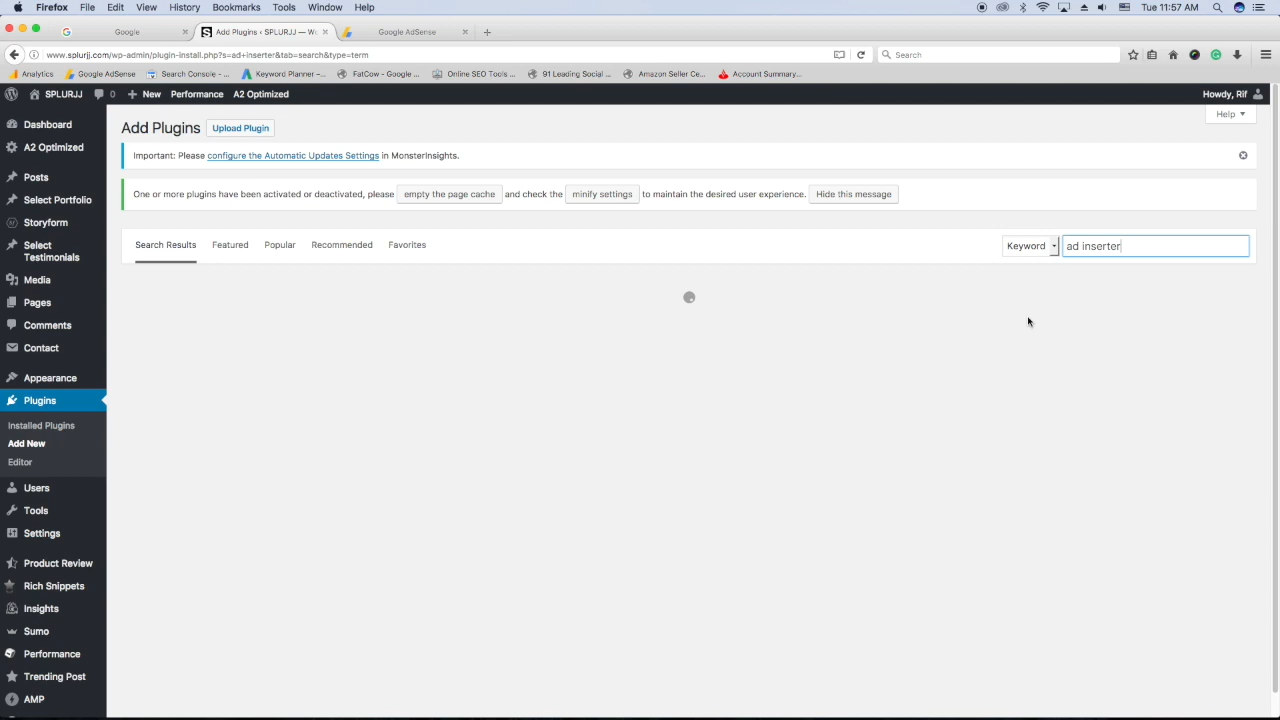 Firefox File Edit View History Bookmarks Tools Window Help Tue 11:57 AM
Google Add Plugins ‹ SPLURJJ — Wo Google AdSense
www.splurjj.com/wp-admin/plugin-install.php?s=ad+inserter&tab=search&type=term Search
Analytics Google AdSense Search Console - ... Keyword Planner –... FatCow - Google ... Online SEO Tools ... 91 Leading Social ... Amazon Seller Ce... Account Summary...
SPLURJJ 0 + New Performance A2 Optimized Howdy, Rif
Help
Add Plugins Upload Plugin
Important: Please configure the Automatic Updates Settings in MonsterInsights.
One or more plugins have been activated or deactivated, please empty the page cache and check the minify settings to maintain the desired user experience. Hide this message
Search Results Featured Popular Recommended Favorites Keyword ad inserter
Dashboard
A2 Optimized
Posts
Select Portfolio
Storyform
Select
Testimonials
Media
Pages
Comments
Contact
Appearance
Plugins
Installed Plugins
Add New
Editor
Users
Tools
Settings
Product Review
Rich Snippets
Insights
Sumo
Performance
Trending Post
AMP